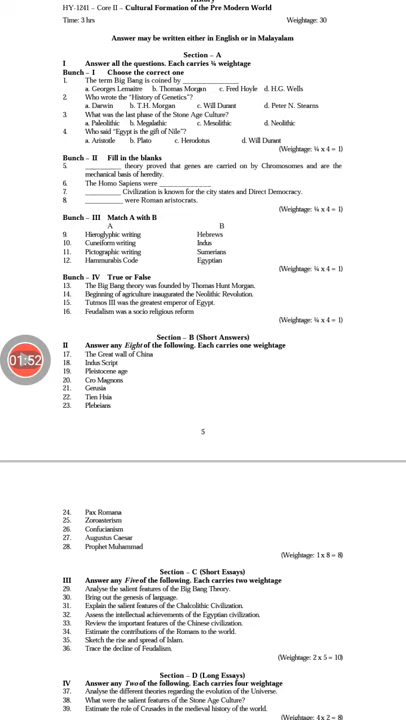 History
HY-1241 – Core II – Cultural Formation of the Pre Modern World
Time: 3 hrs Weightage: 30
Answer may be written either in English or in Malayalam
Section – A
I Answer all the questions. Each carries ¼ weightage
Bunch – I Choose the correct one
1. The term Big Bang is coined by _______________
a. Georges Lemaitre b. Thomas Morgan c. Fred Hoyle d. H.G. Wells
2. Who wrote the "History of Genetics"?
a. Darwin b. T.H. Morgan c. Will Durant d. Peter N. Stearns
3. What was the last phase of the Stone Age Culture?
a. Paleolithic b. Megalathic c. Mesolithic d. Neolithic
4. Who said "Egypt is the gift of Nile"?
a. Aristotle b. Plato c. Herodotus d. Will Durant
(Weightage: ¼ x 4 = 1)
Bunch – II Fill in the blanks
5. __________ theory proved that genes are carried on by Chromosomes and are the
mechanical basis of heredity.
6. The Homo Sapiens were ______________
7. __________ Civilization is known for the city states and Direct Democracy.
8. __________ were Roman aristocrats.
(Weightage: ¼ x 4 = 1)
Bunch – III Match A with B
A B
9. Hieroglyphic writing Hebrews
10. Cuneiform writing Indus
11. Pictographic writing Sumerians
12. Hammurabis Code Egyptian
(Weightage: ¼ x 4 = 1)
Bunch – IV True or False
13. The Big Bang theory was founded by Thomas Hunt Morgan.
14. Beginning of agriculture inaugurated the Neolithic Revolution.
15. Tutmos III was the greatest emperor of Egypt.
16. Feudalism was a socio religious reform
(Weightage: ¼ x 4 = 1)
Section – B (Short Answers)
II Answer any Eight of the following. Each carries one weightage
17. The Great wall of China
18. Indus Script
19. Pleistocene age
20. Cro Magnons
21. Gerusia
22. Tien Hsia
23. Plebeians
01:52
5
24. Pax Romana
25. Zoroasterism
26. Confucianism
27. Augustus Caesar
28. Prophet Muhammad
(Weightage: 1 x 8 = 8)
Section – C (Short Essays)
III Answer any Five of the following. Each carries two weightage
29. Analyse the salient features of the Big Bang Theory.
30. Bring out the genesis of language.
31. Explain the salient features of the Chalcolithic Civilization.
32. Assess the intellectual achievements of the Egyptian civilization.
33. Review the important features of the Chinese civilization.
34. Estimate the contributions of the Romans to the world.
35. Sketch the rise and spread of Islam.
36. Trace the decline of Feudalism.
(Weightage: 2 x 5 = 10)
Section – D (Long Essays)
IV Answer any Two of the following. Each carries four weightage
37. Analyse the different theories regarding the evolution of the Universe.
38. What were the salient features of the Stone Age Culture?
39. Estimate the role of Crusades in the medieval history of the world.
(Weightage: 4 x 2 = 8)